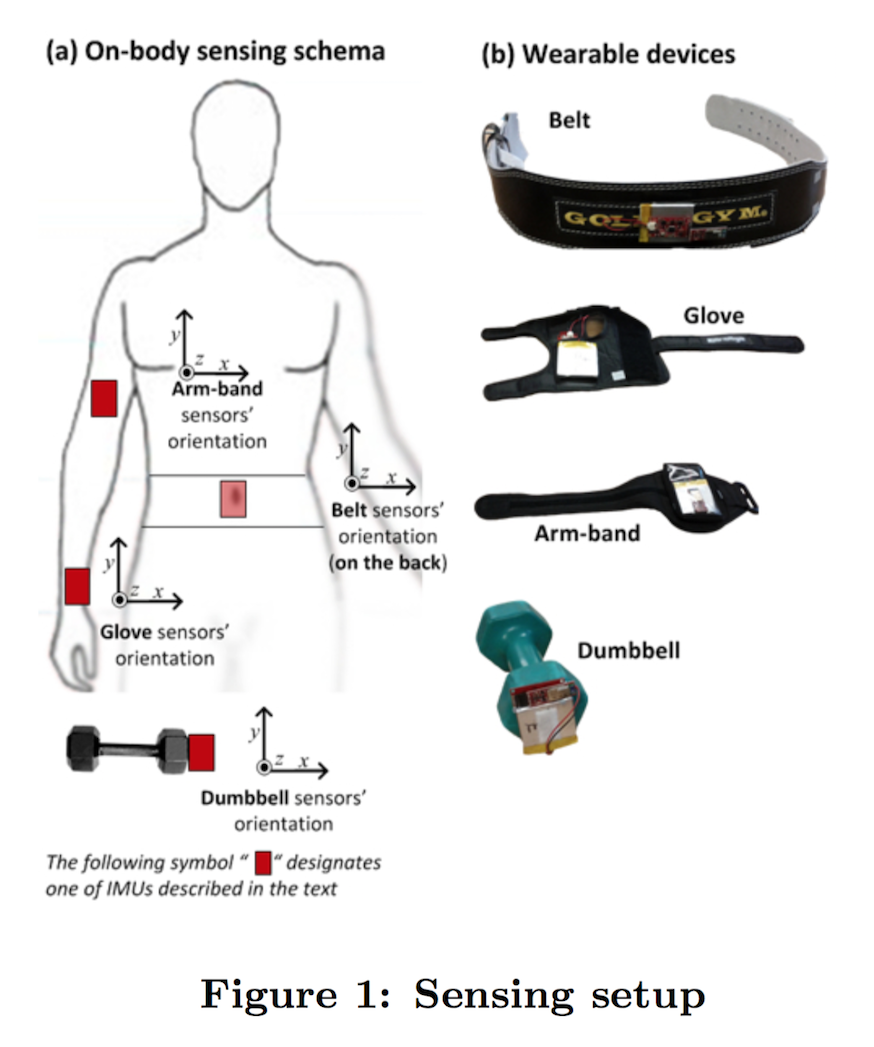 (a) On-body sensing schema
y
z x
Arm-band
sensors’
orientation
y
z x
Belt sensors’
orientation
(on the back)
y
z x
Glove sensors’
orientation
y
z x
Dumbbell sensors’
orientation
The following symbol “ “ designates
one of IMUs described in the text
(b) Wearable devices
Belt
GYM.
Glove
Arm-band
Dumbbell
Figure 1: Sensing setup